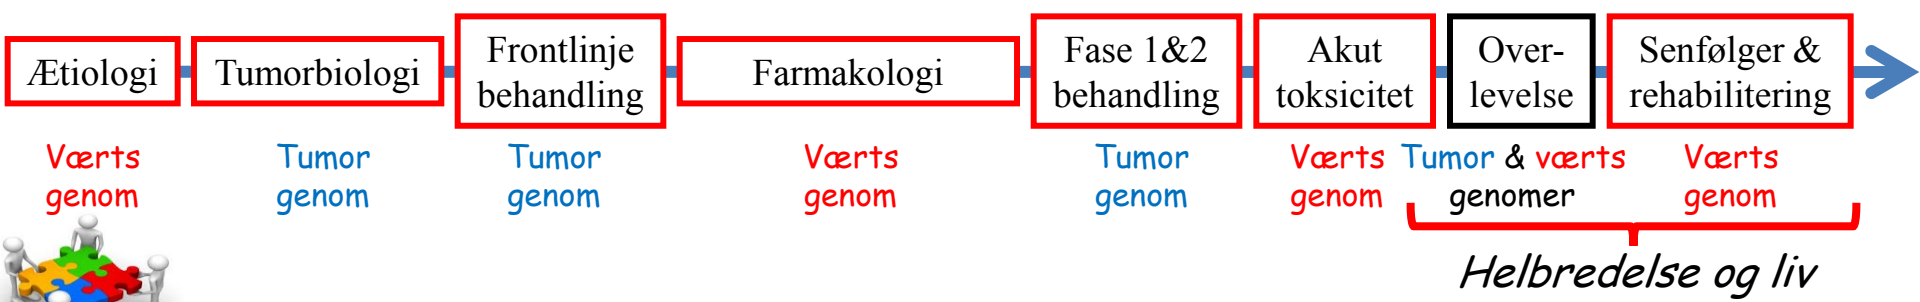 Ætiologi
Tumorbiologi
Frontlinje
behandling
Farmakologi
Fase 1&2
behandling
Akut
toksicitet
Over-
levelse
Senfølger &
rehabilitering
Værts
genom
Tumor
genom
Tumor
genom
Værts
genom
Tumor
genom
Værts
genom
Tumor & værts
genomer
Værts
genom
Helbredelse og liv